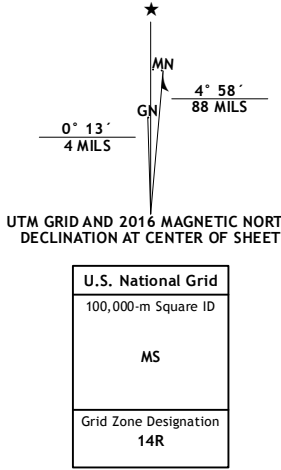 ★
MN
GN
4° 58´
88 MILS
0° 13´
4 MILS
UTM GRID AND 2016 MAGNETIC NORT
DECLINATION AT CENTER OF SHEET
U.S. National Grid
100,000-m Square ID
MS
Grid Zone Designation
14R